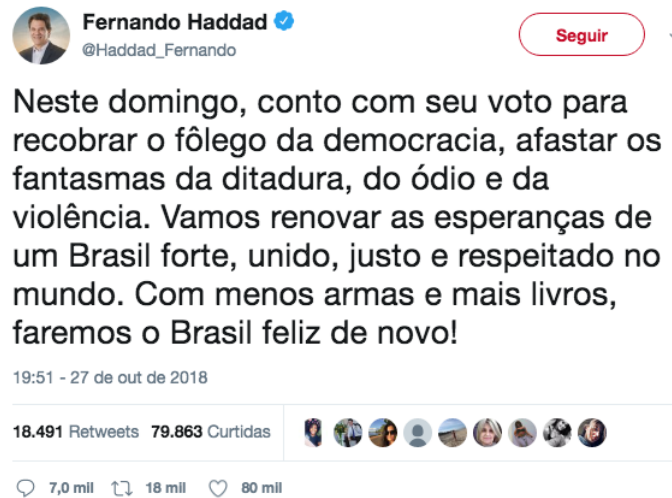 Fernando Haddad
@Haddad_Fernando
Seguir
Neste domingo, conto com seu voto para
recobrar o fôlego da democracia, afastar os
fantasmas da ditadura, do ódio e da
violência. Vamos renovar as esperanças de
um Brasil forte, unido, justo e respeitado no
mundo. Com menos armas e mais livros,
faremos o Brasil feliz de novo!
19:51 - 27 de out de 2018
18.491 Retweets 79.863 Curtidas
7,0 mil 18 mil 80 mil